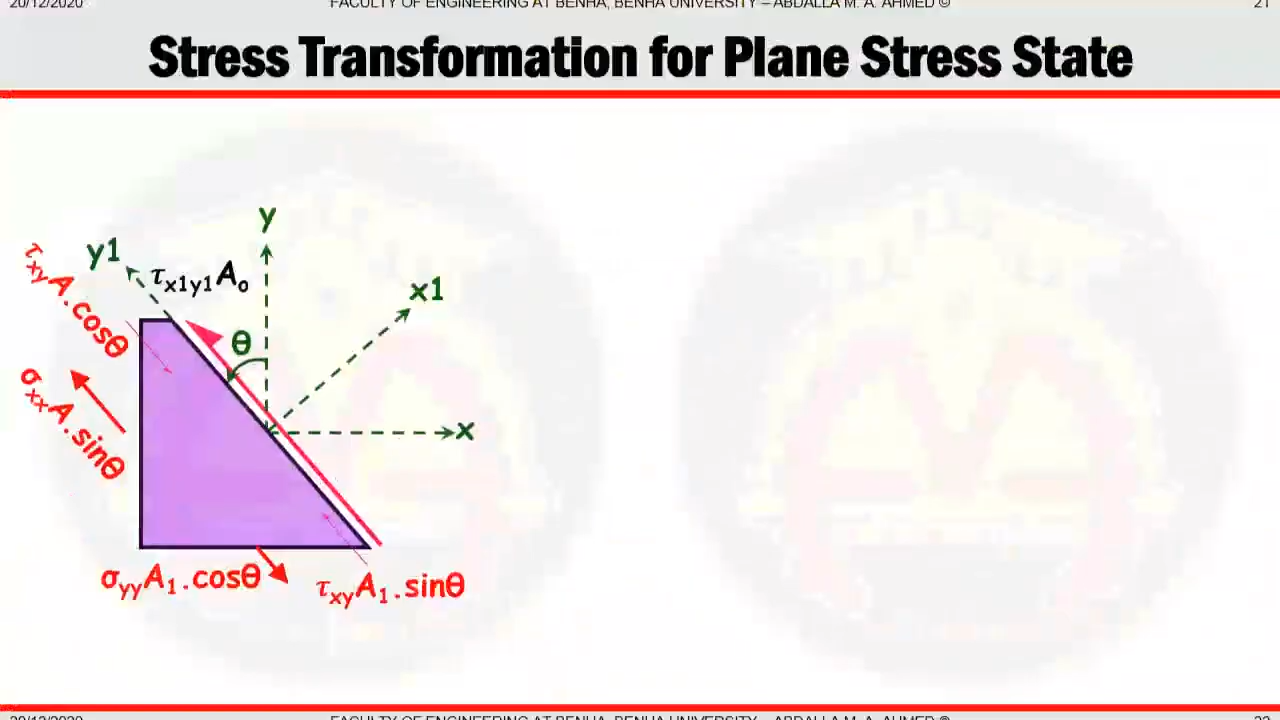 20/12/2020 FACULTY OF ENGINEERING AT BENHA, BENHA UNIVERSITY – ABDALLA M. A. AHMED © 21
Stress Transformation for Plane Stress State
y
y1
τx1y1Ao
x1
τxyA.cosθ
θ
σxxA.sinθ
x
σyyA1.cosθ
τxyA1.sinθ
20/12/2020 FACULTY OF ENGINEERING AT BENHA, BENHA UNIVERSITY – ABDALLA M. A. AHMED © 22